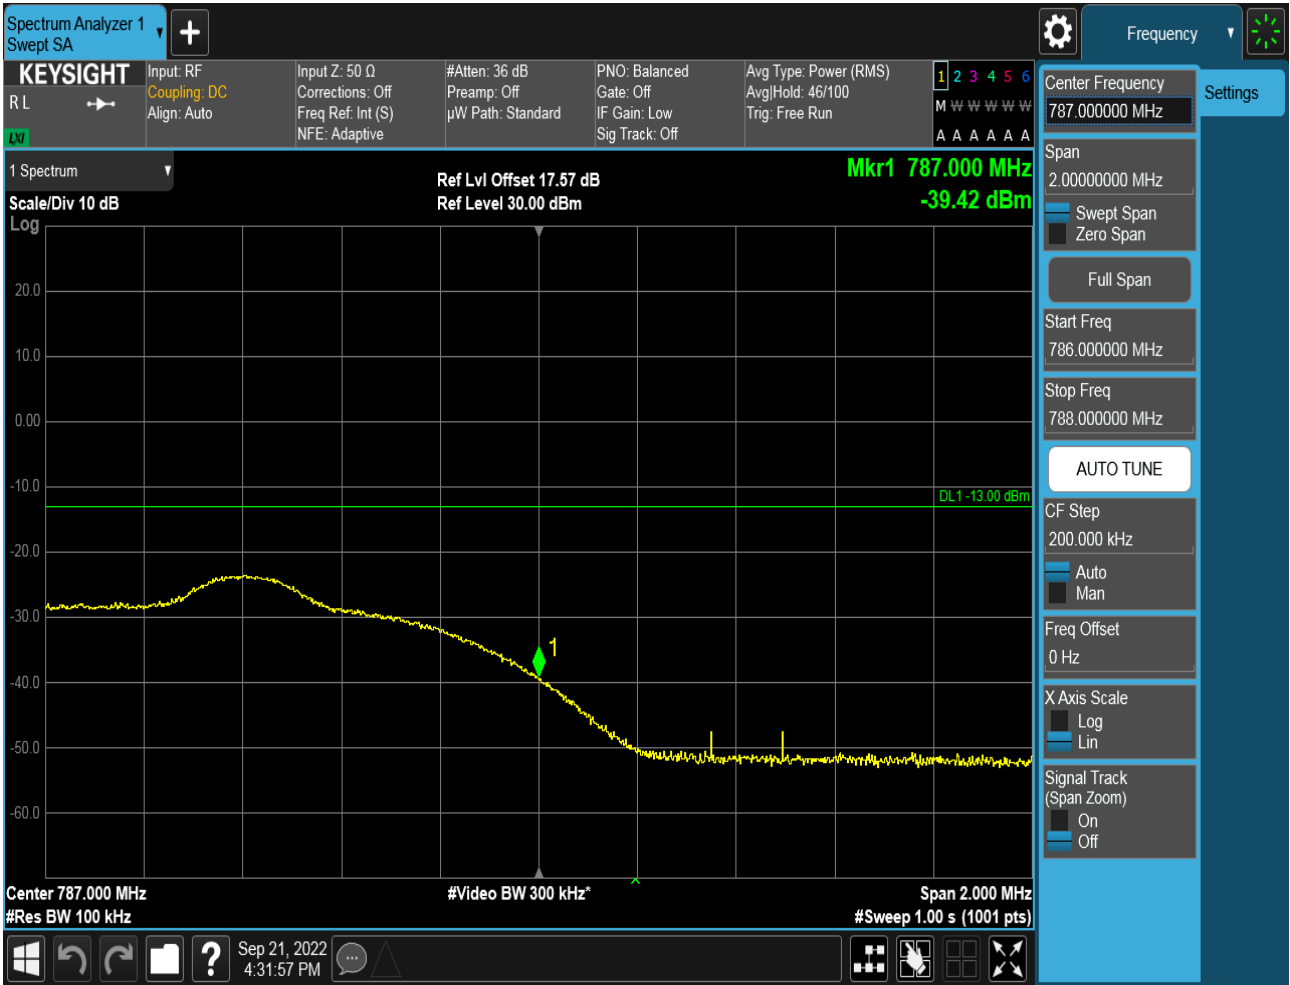 Spectrum Analyzer 1
Swept SA
+
Frequency
KEYSIGHT
R L
LXI
Input: RF
Coupling: DC
Align: Auto
Input Z: 50 Ω
Corrections: Off
Freq Ref: Int (S)
NFE: Adaptive
#Atten: 36 dB
Preamp: Off
µW Path: Standard
PNO: Balanced
Gate: Off
IF Gain: Low
Sig Track: Off
Avg Type: Power (RMS)
Avg|Hold: 46/100
Trig: Free Run
1 2 3 4 5 6
M W W W W W
A A A A A A
1 Spectrum
Scale/Div 10 dB
Log
Ref Lvl Offset 17.57 dB
Ref Level 30.00 dBm
Mkr1 787.000 MHz
-39.42 dBm
20.0
10.0
0.00
-10.0
DL1 -13.00 dBm
-20.0
-30.0
1
-40.0
-50.0
-60.0
Center 787.000 MHz
#Video BW 300 kHz*
Span 2.000 MHz
#Res BW 100 kHz
#Sweep 1.00 s (1001 pts)
?
Sep 21, 2022
4:31:57 PM
Center Frequency
787.000000 MHz
Settings
Span
2.00000000 MHz
Swept Span
Zero Span
Full Span
Start Freq
786.000000 MHz
Stop Freq
788.000000 MHz
AUTO TUNE
CF Step
200.000 kHz
Auto
Man
Freq Offset
0 Hz
X Axis Scale
Log
Lin
Signal Track
(Span Zoom)
On
Off